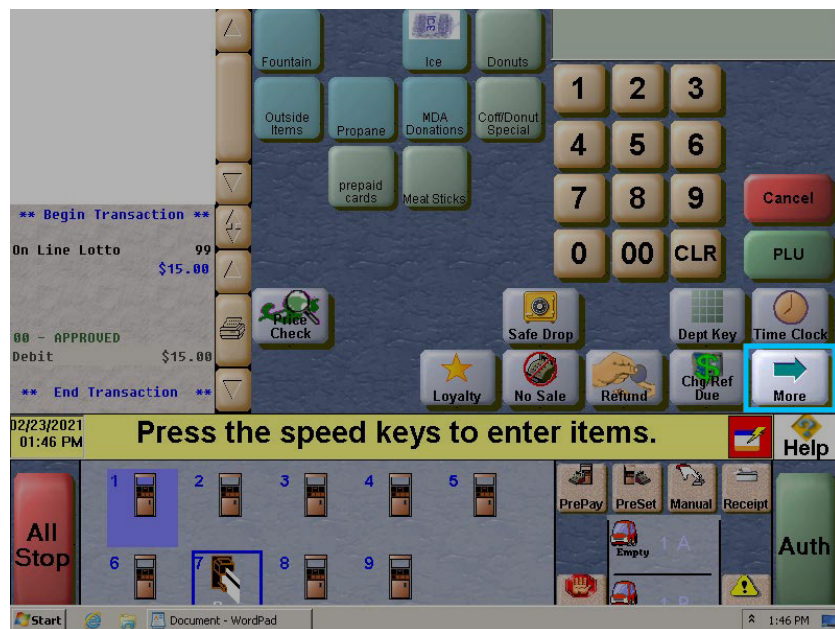 Fountain
ICE
Ice
Donuts
Outside
Items
Propane
MDA
Donations
Coff/Donut
Special
prepaid
cards
Meat Sticks
1 2 3
4 5 6
7 8 9
0 00 CLR
Cancel
PLU
** Begin Transaction **
On Line Lotto 99
$15.00
00 - APPROVED
Debit $15.00
** End Transaction **
Price
Check
Safe Drop
Dept Key
Time Clock
Loyalty
No Sale
Refund
Chg/Ref
Due
More
02/23/2021
01:46 PM
Press the speed keys to enter items.
Help
All
Stop
1 2 3 4 5
6 7 8 9
PrePay
PreSet
Manual
Receipt
Empty
1 A
1 B
Auth
Start
Document - WordPad
1:46 PM